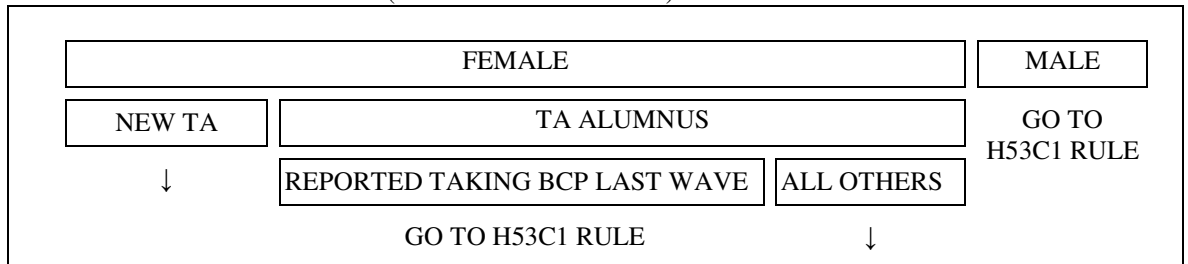 FEMALE MALE
NEW TA TA ALUMNUS GO TO
H53C1 RULE
↓ REPORTED TAKING BCP LAST WAVE ALL OTHERS
GO TO H53C1 RULE ↓